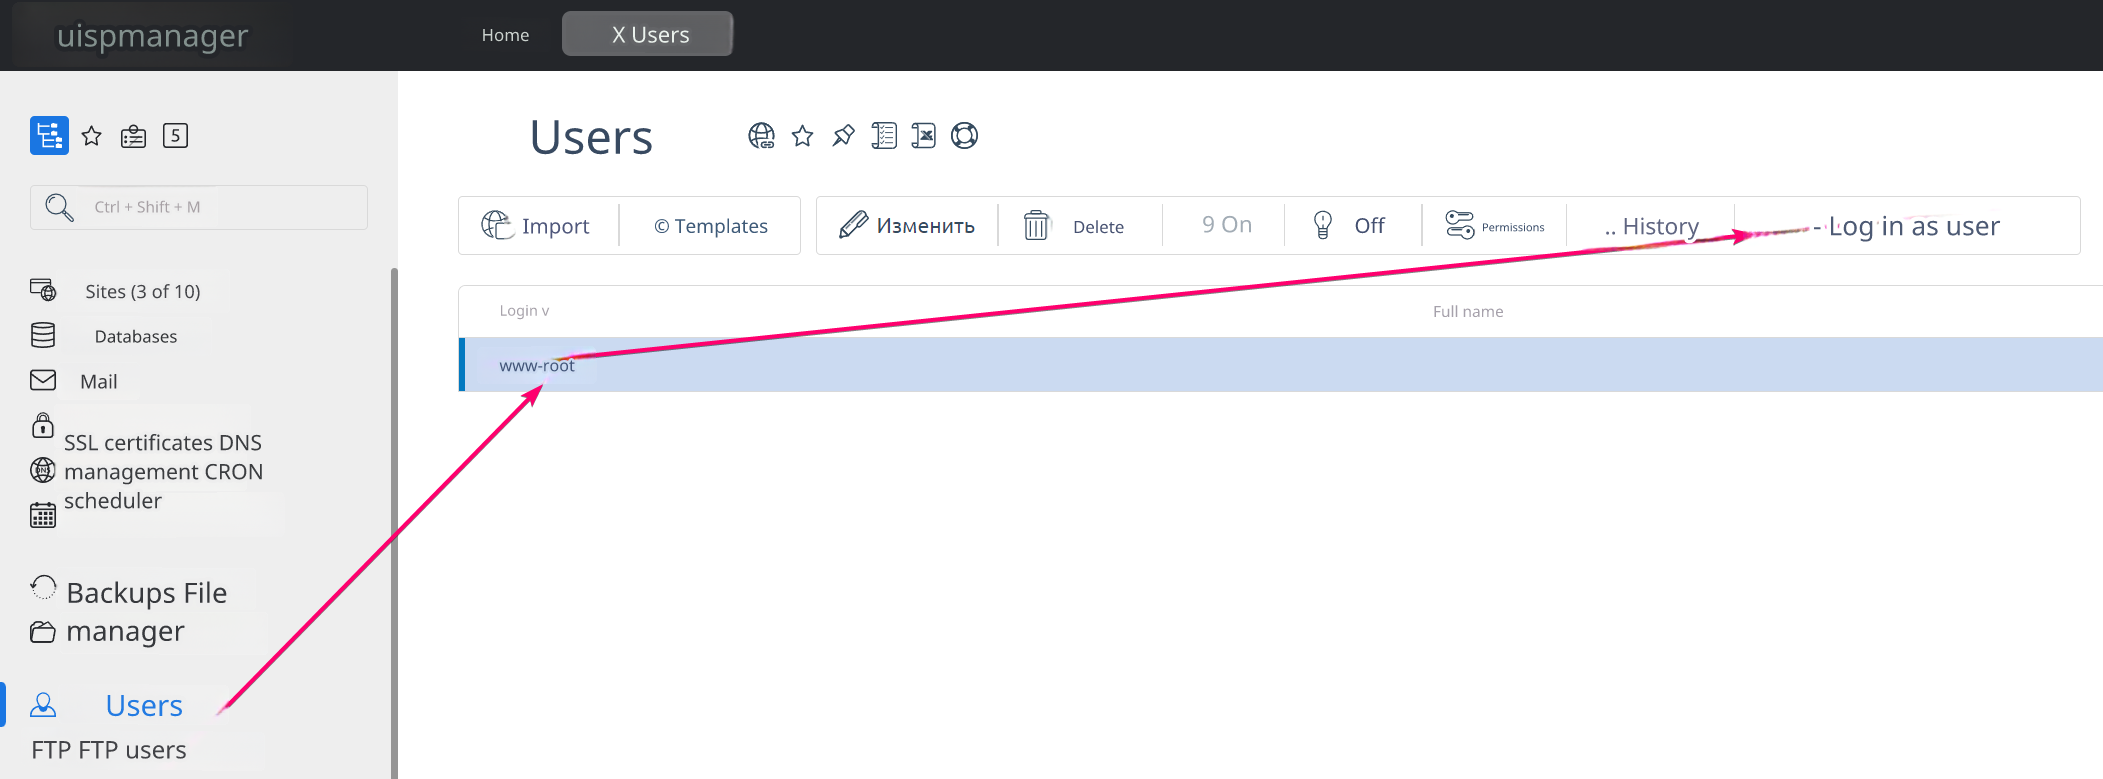 uispmanager
Home
X Users
5
Ctrl + Shift + M
Sites (3 of 10)
Databases
Mail
SSL certificates DNS
management CRON
scheduler
DNS
Backups File
manager
Users
FTP FTP users
Users
Import
© Templates
Изменить
Delete
9 On
Off
Permissions
.. History
- Log in as user
Login v
Full name
www-root